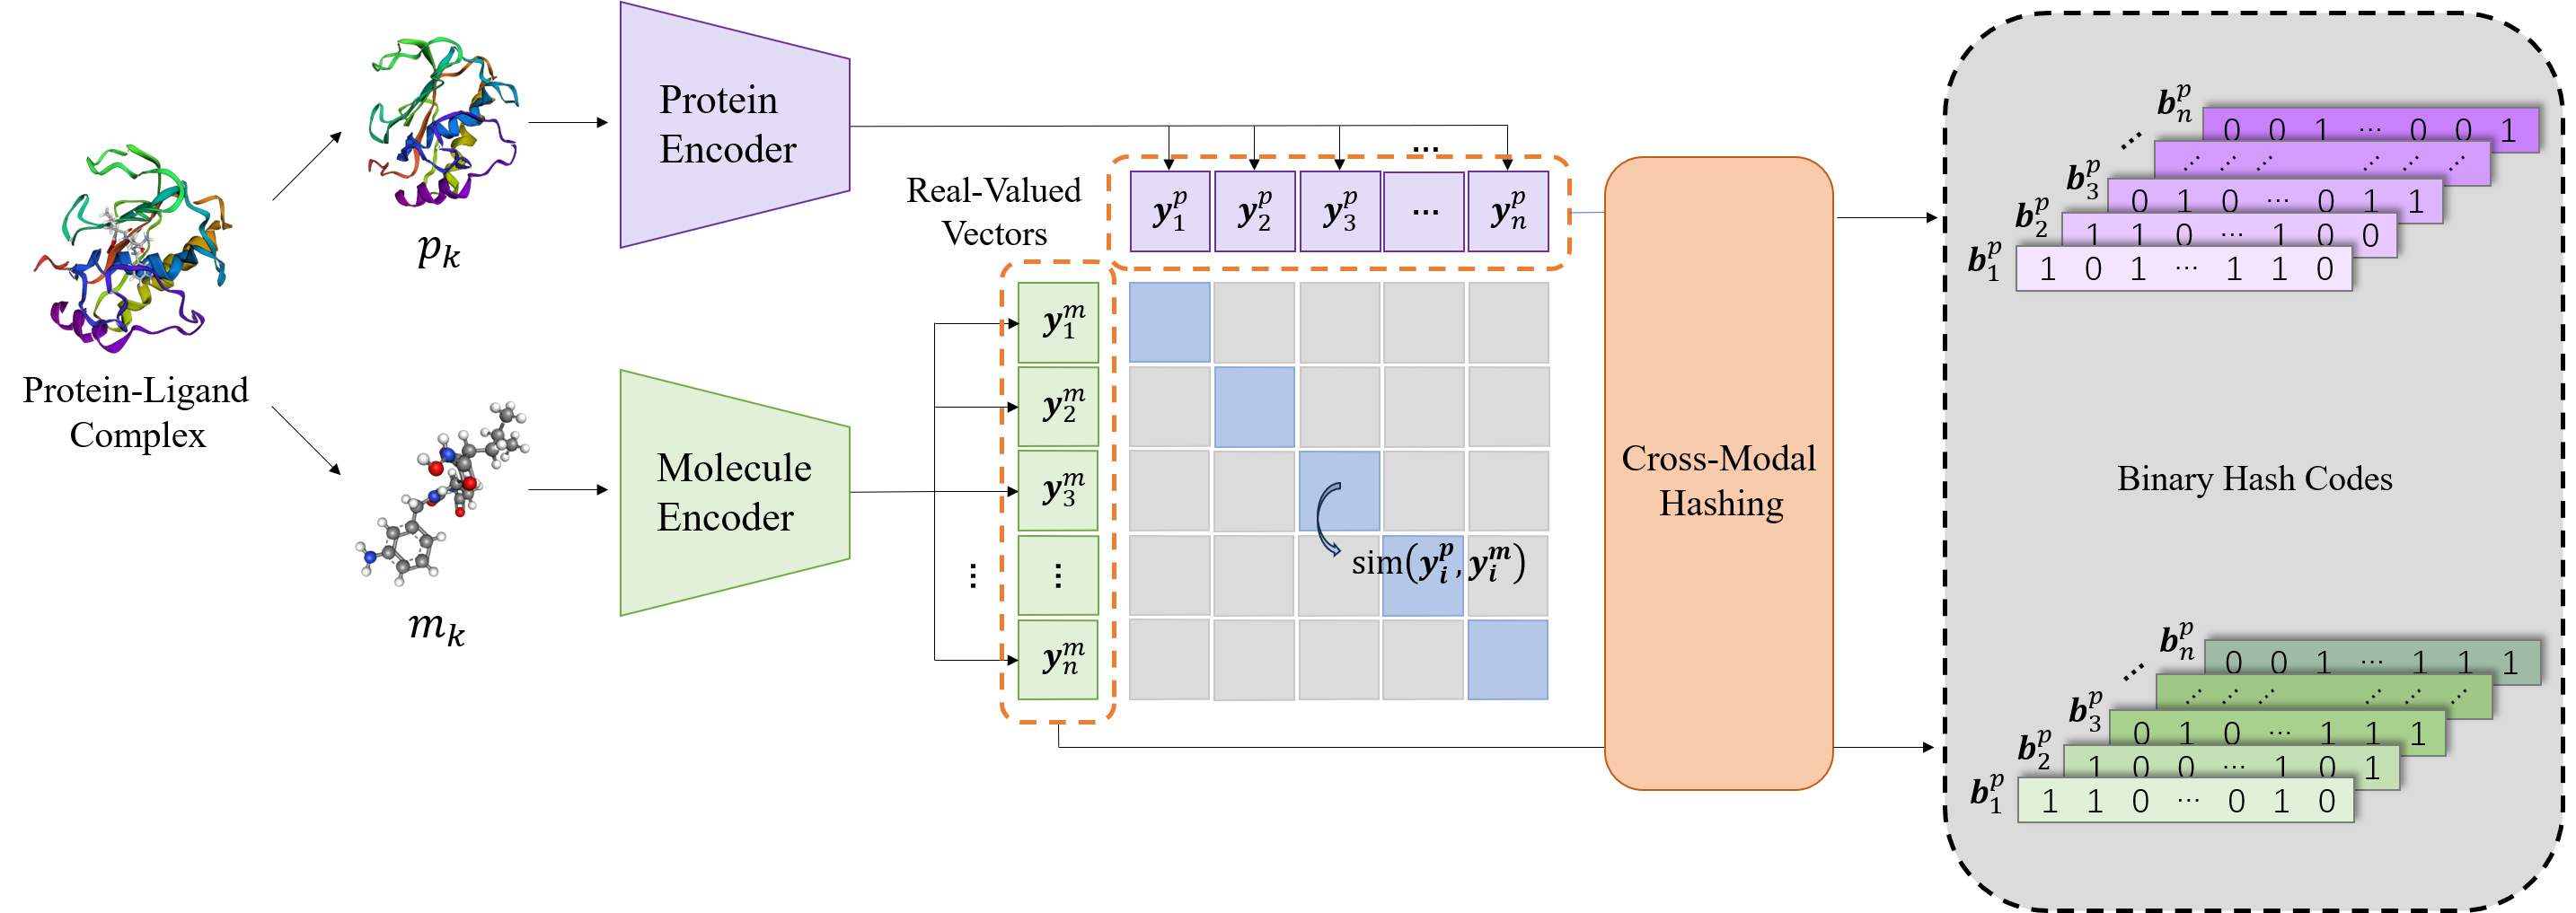 Protein-Ligand
Complex
p_k
m_k
Protein
Encoder
Molecule
Encoder
Real-Valued
Vectors
⋯
y_1^p y_2^p y_3^p ⋯ y_n^p
y_1^m
y_2^m
y_3^m
⋮ ⋮
y_n^m
sim(y_i^p, y_i^m)
Cross-Modal
Hashing
b_n^p 0 0 1 ⋯ 0 0 1
⋰ ⋰ ⋰ ⋰ ⋰ ⋰ ⋰
b_3^p 0 1 0 ⋯ 0 1 1
b_2^p 1 1 0 ⋯ 1 0 0
b_1^p 1 0 1 ⋯ 1 1 0
Binary Hash Codes
b_n^p 0 0 1 ⋯ 1 1 1
⋰ ⋰ ⋰ ⋰ ⋰ ⋰ ⋰
b_3^p 0 1 0 ⋯ 1 1 1
b_2^p 1 0 0 ⋯ 1 0 1
b_1^p 1 1 0 ⋯ 0 1 0